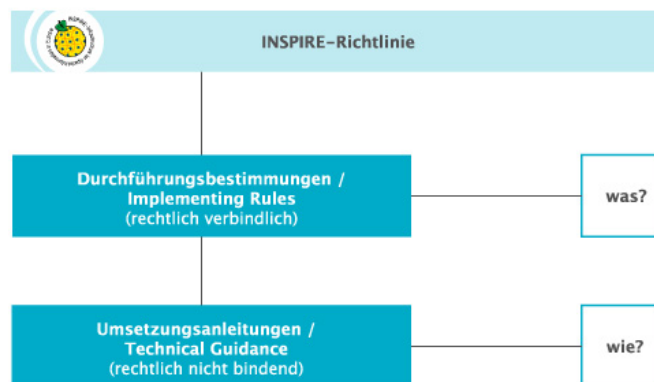 INSPIRE-Richtlinie
Durchführungsbestimmungen /
Implementing Rules
(rechtlich verbindlich)
was?
Umsetzungsanleitungen /
Technical Guidance
(rechtlich nicht bindend)
wie?